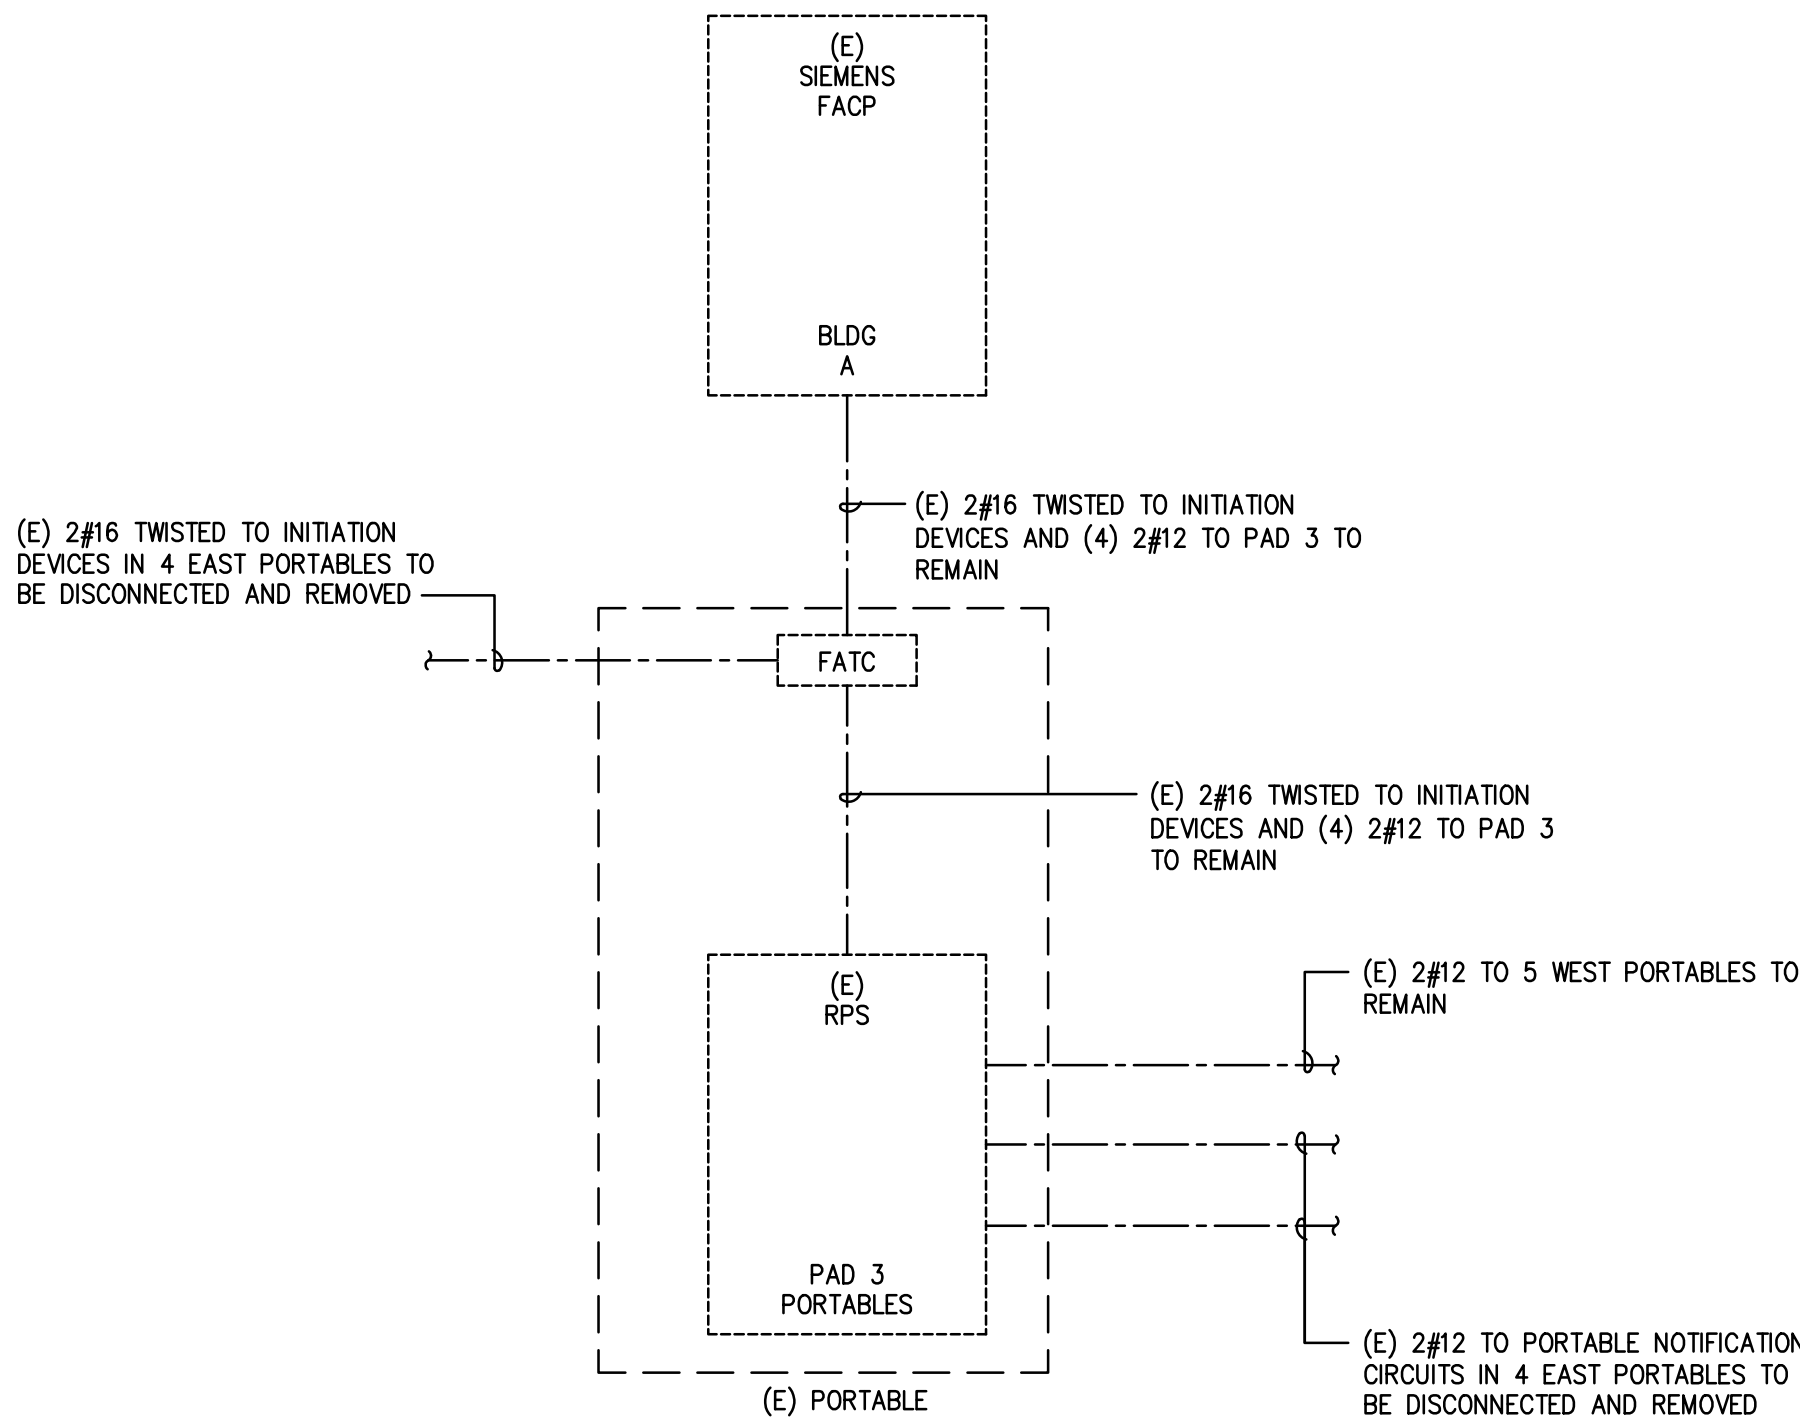 (E)
SIEMENS
FACP
BLDG
A
(E) 2#16 TWISTED TO INITIATION
DEVICES AND (4) 2#12 TO PAD 3 TO
REMAIN
(E) 2#16 TWISTED TO INITIATION
DEVICES IN 4 EAST PORTABLES TO
BE DISCONNECTED AND REMOVED
FATC
(E) 2#16 TWISTED TO INITIATION
DEVICES AND (4) 2#12 TO PAD 3
TO REMAIN
(E)
RPS
(E) 2#12 TO 5 WEST PORTABLES TO
REMAIN
PAD 3
PORTABLES
(E) 2#12 TO PORTABLE NOTIFICATION
CIRCUITS IN 4 EAST PORTABLES TO
BE DISCONNECTED AND REMOVED
(E) PORTABLE